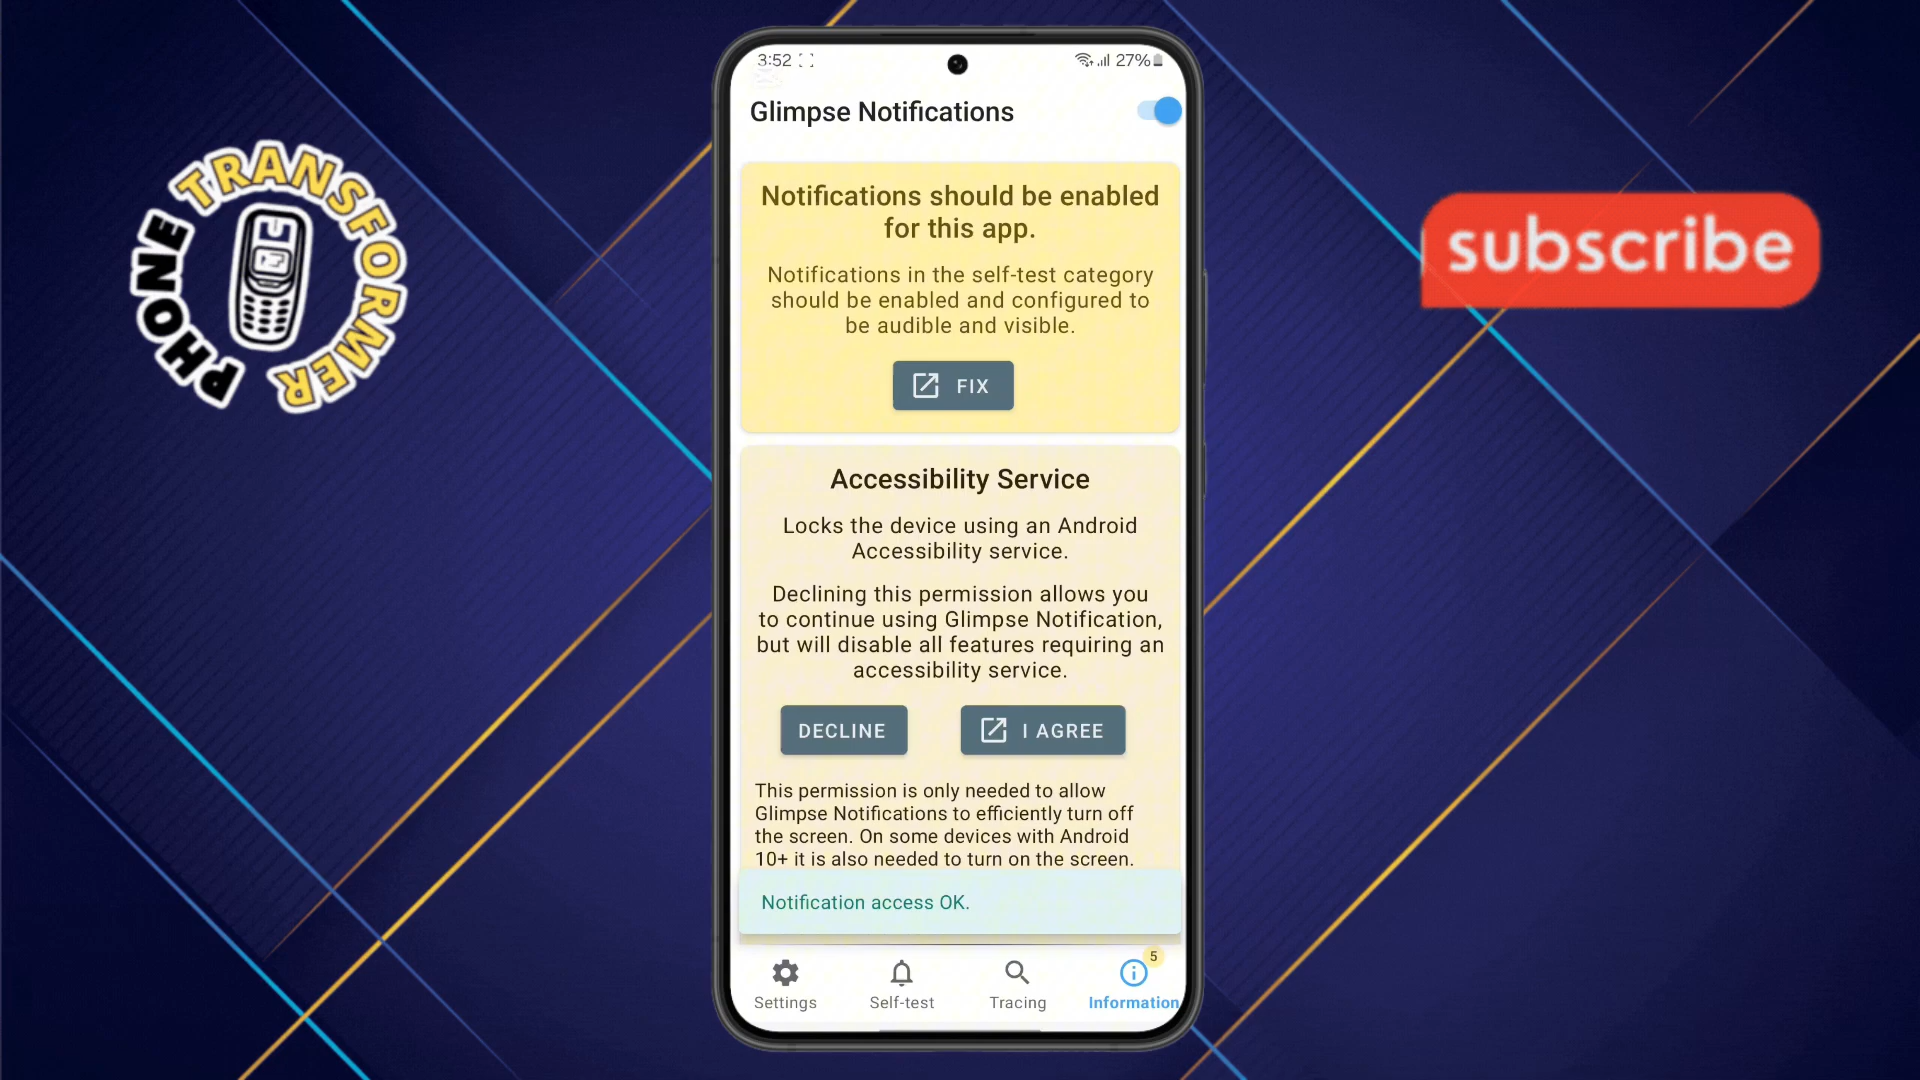 PHONE
TRANSFORMER
subscribe
3:52
27%
Glimpse Notifications
Notifications should be enabled
for this app.
Notifications in the self-test category
should be enabled and configured to
be audible and visible.
FIX
Accessibility Service
Locks the device using an Android
Accessibility service.
Declining this permission allows you
to continue using Glimpse Notification,
but will disable all features requiring an
accessibility service.
DECLINE
I AGREE
This permission is only needed to allow
Glimpse Notifications to efficiently turn off
the screen. On some devices with Android
10+ it is also needed to turn on the screen.
Notification access OK.
5
Settings
Self-test
Tracing
Information